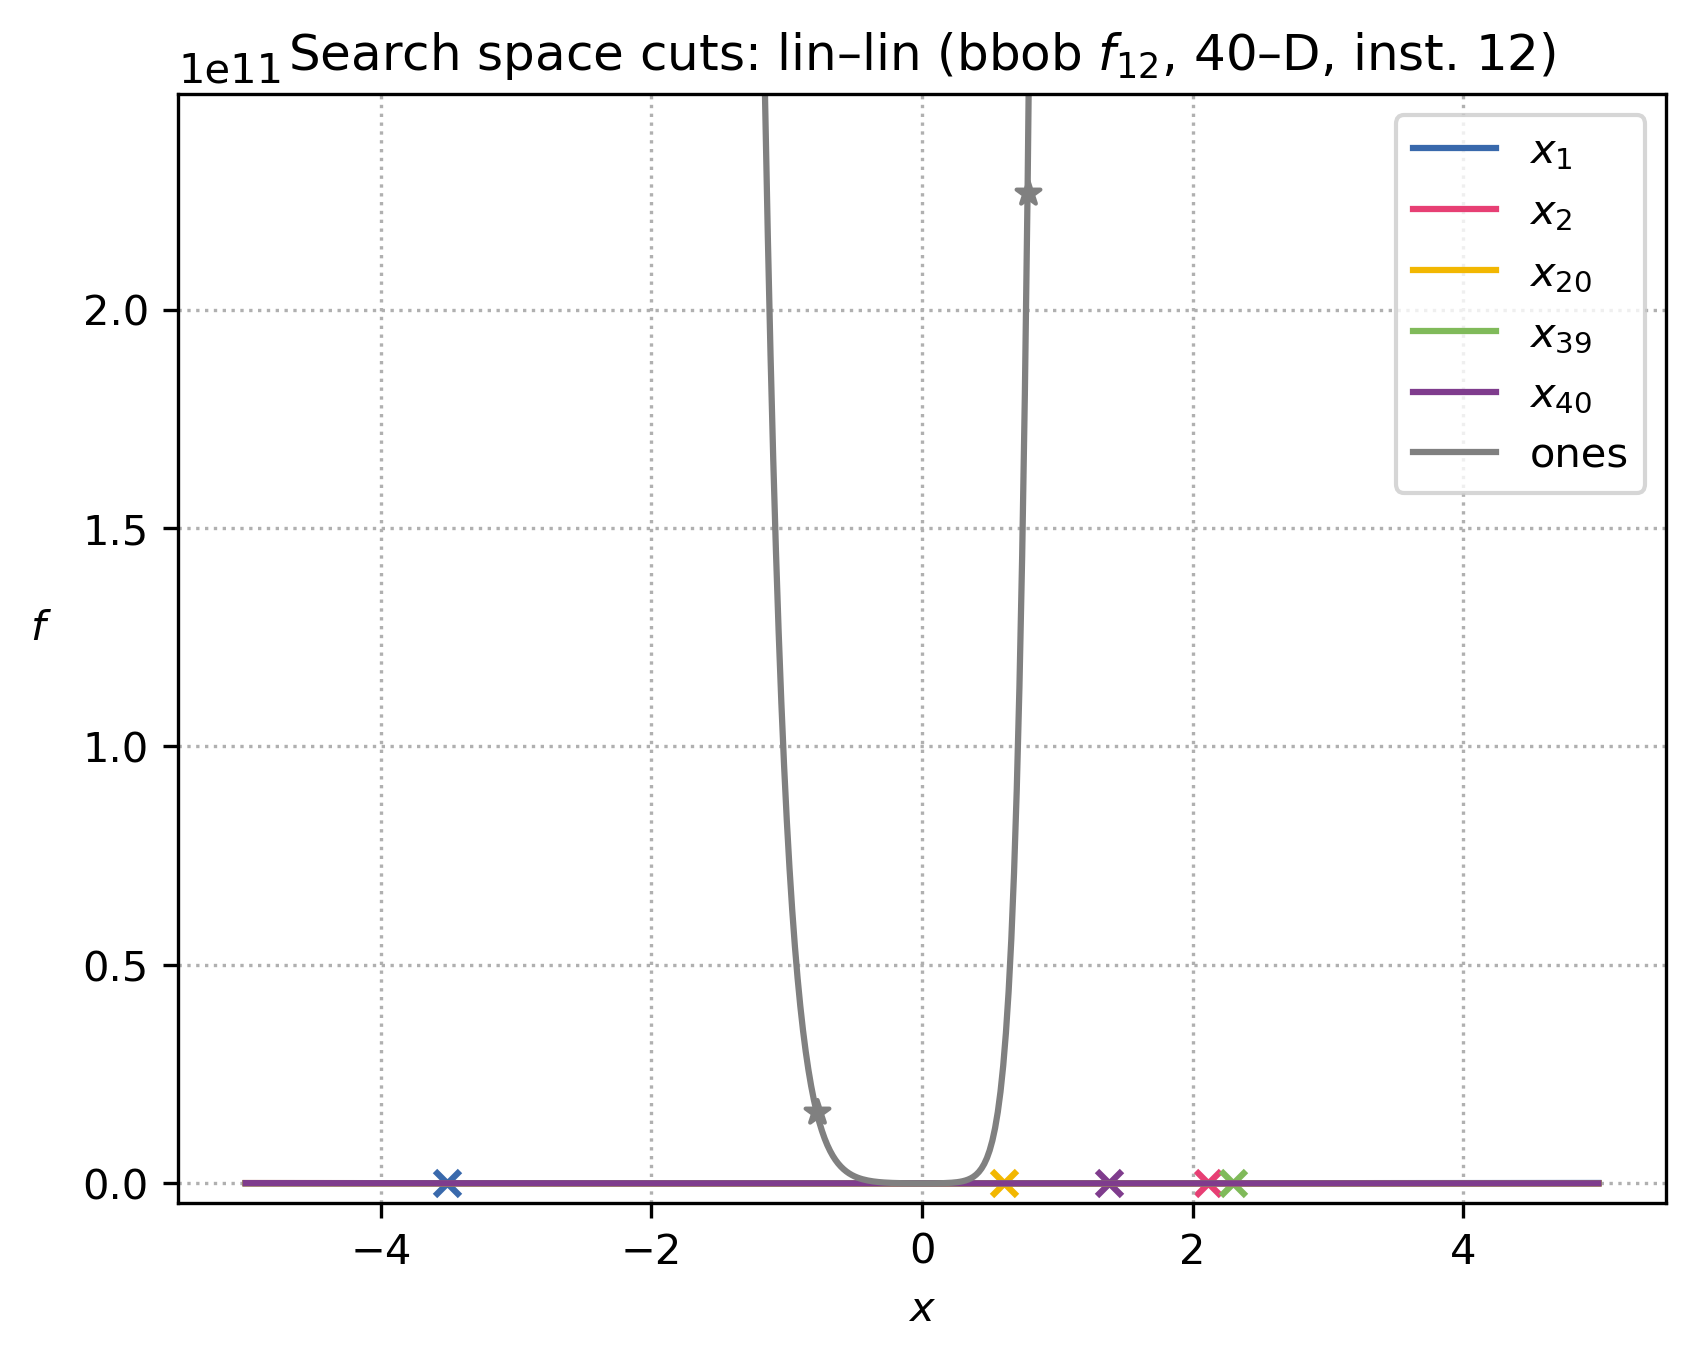 Search space cuts: lin–lin (bbob f₁₂, 40–D, inst. 12)
1e11
2.0
1.5
1.0
0.5
0.0
f
−4
−2
0
2
4
x
x₁
x₂
x₂₀
x₃₉
x₄₀
ones